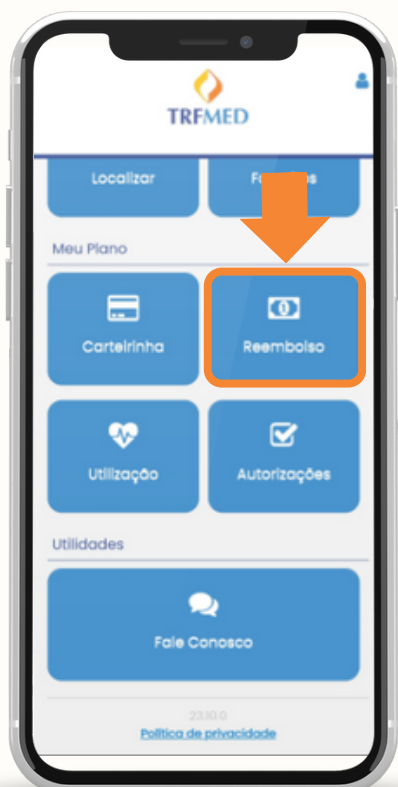 TRFMED
Localizar
Meu Plano
Carteirinha
Reembolso
Utilização
Autorizações
Utilidades
Fale Conosco
23.10.0
Política de privacidade